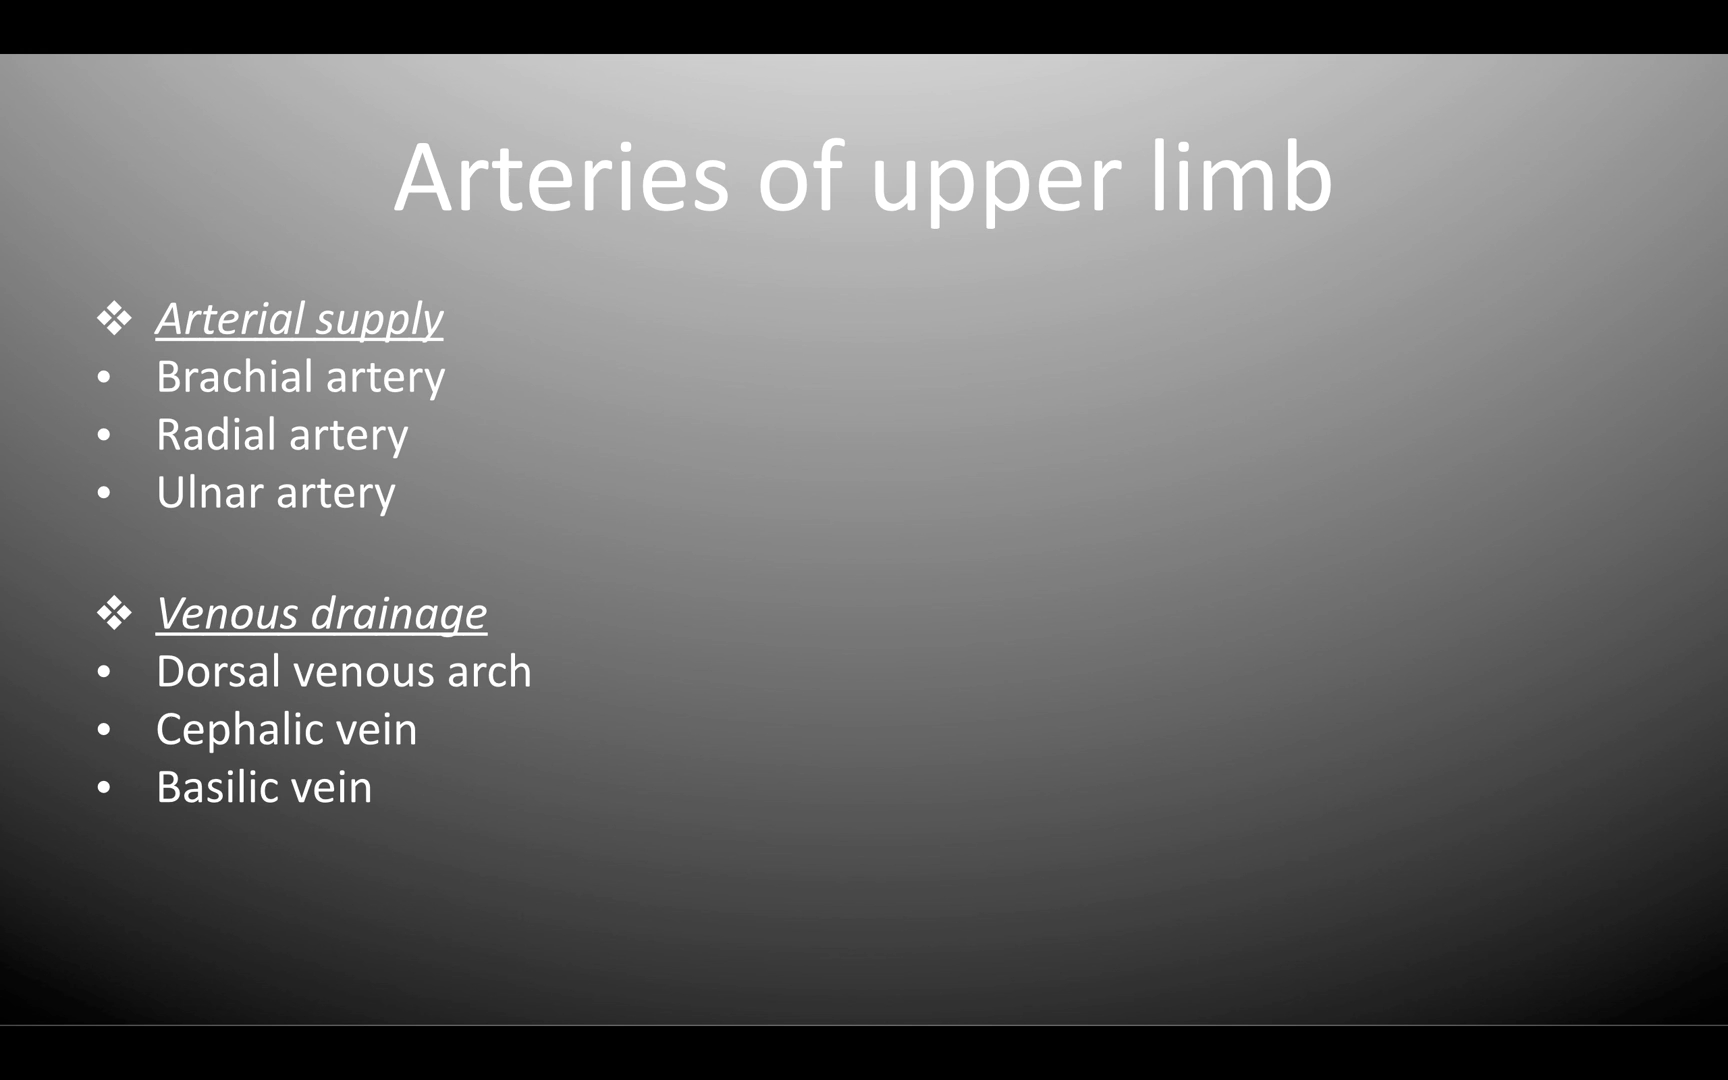 Arteries of upper limb
❖ Arterial supply
• Brachial artery
• Radial artery
• Ulnar artery
❖ Venous drainage
• Dorsal venous arch
• Cephalic vein
• Basilic vein